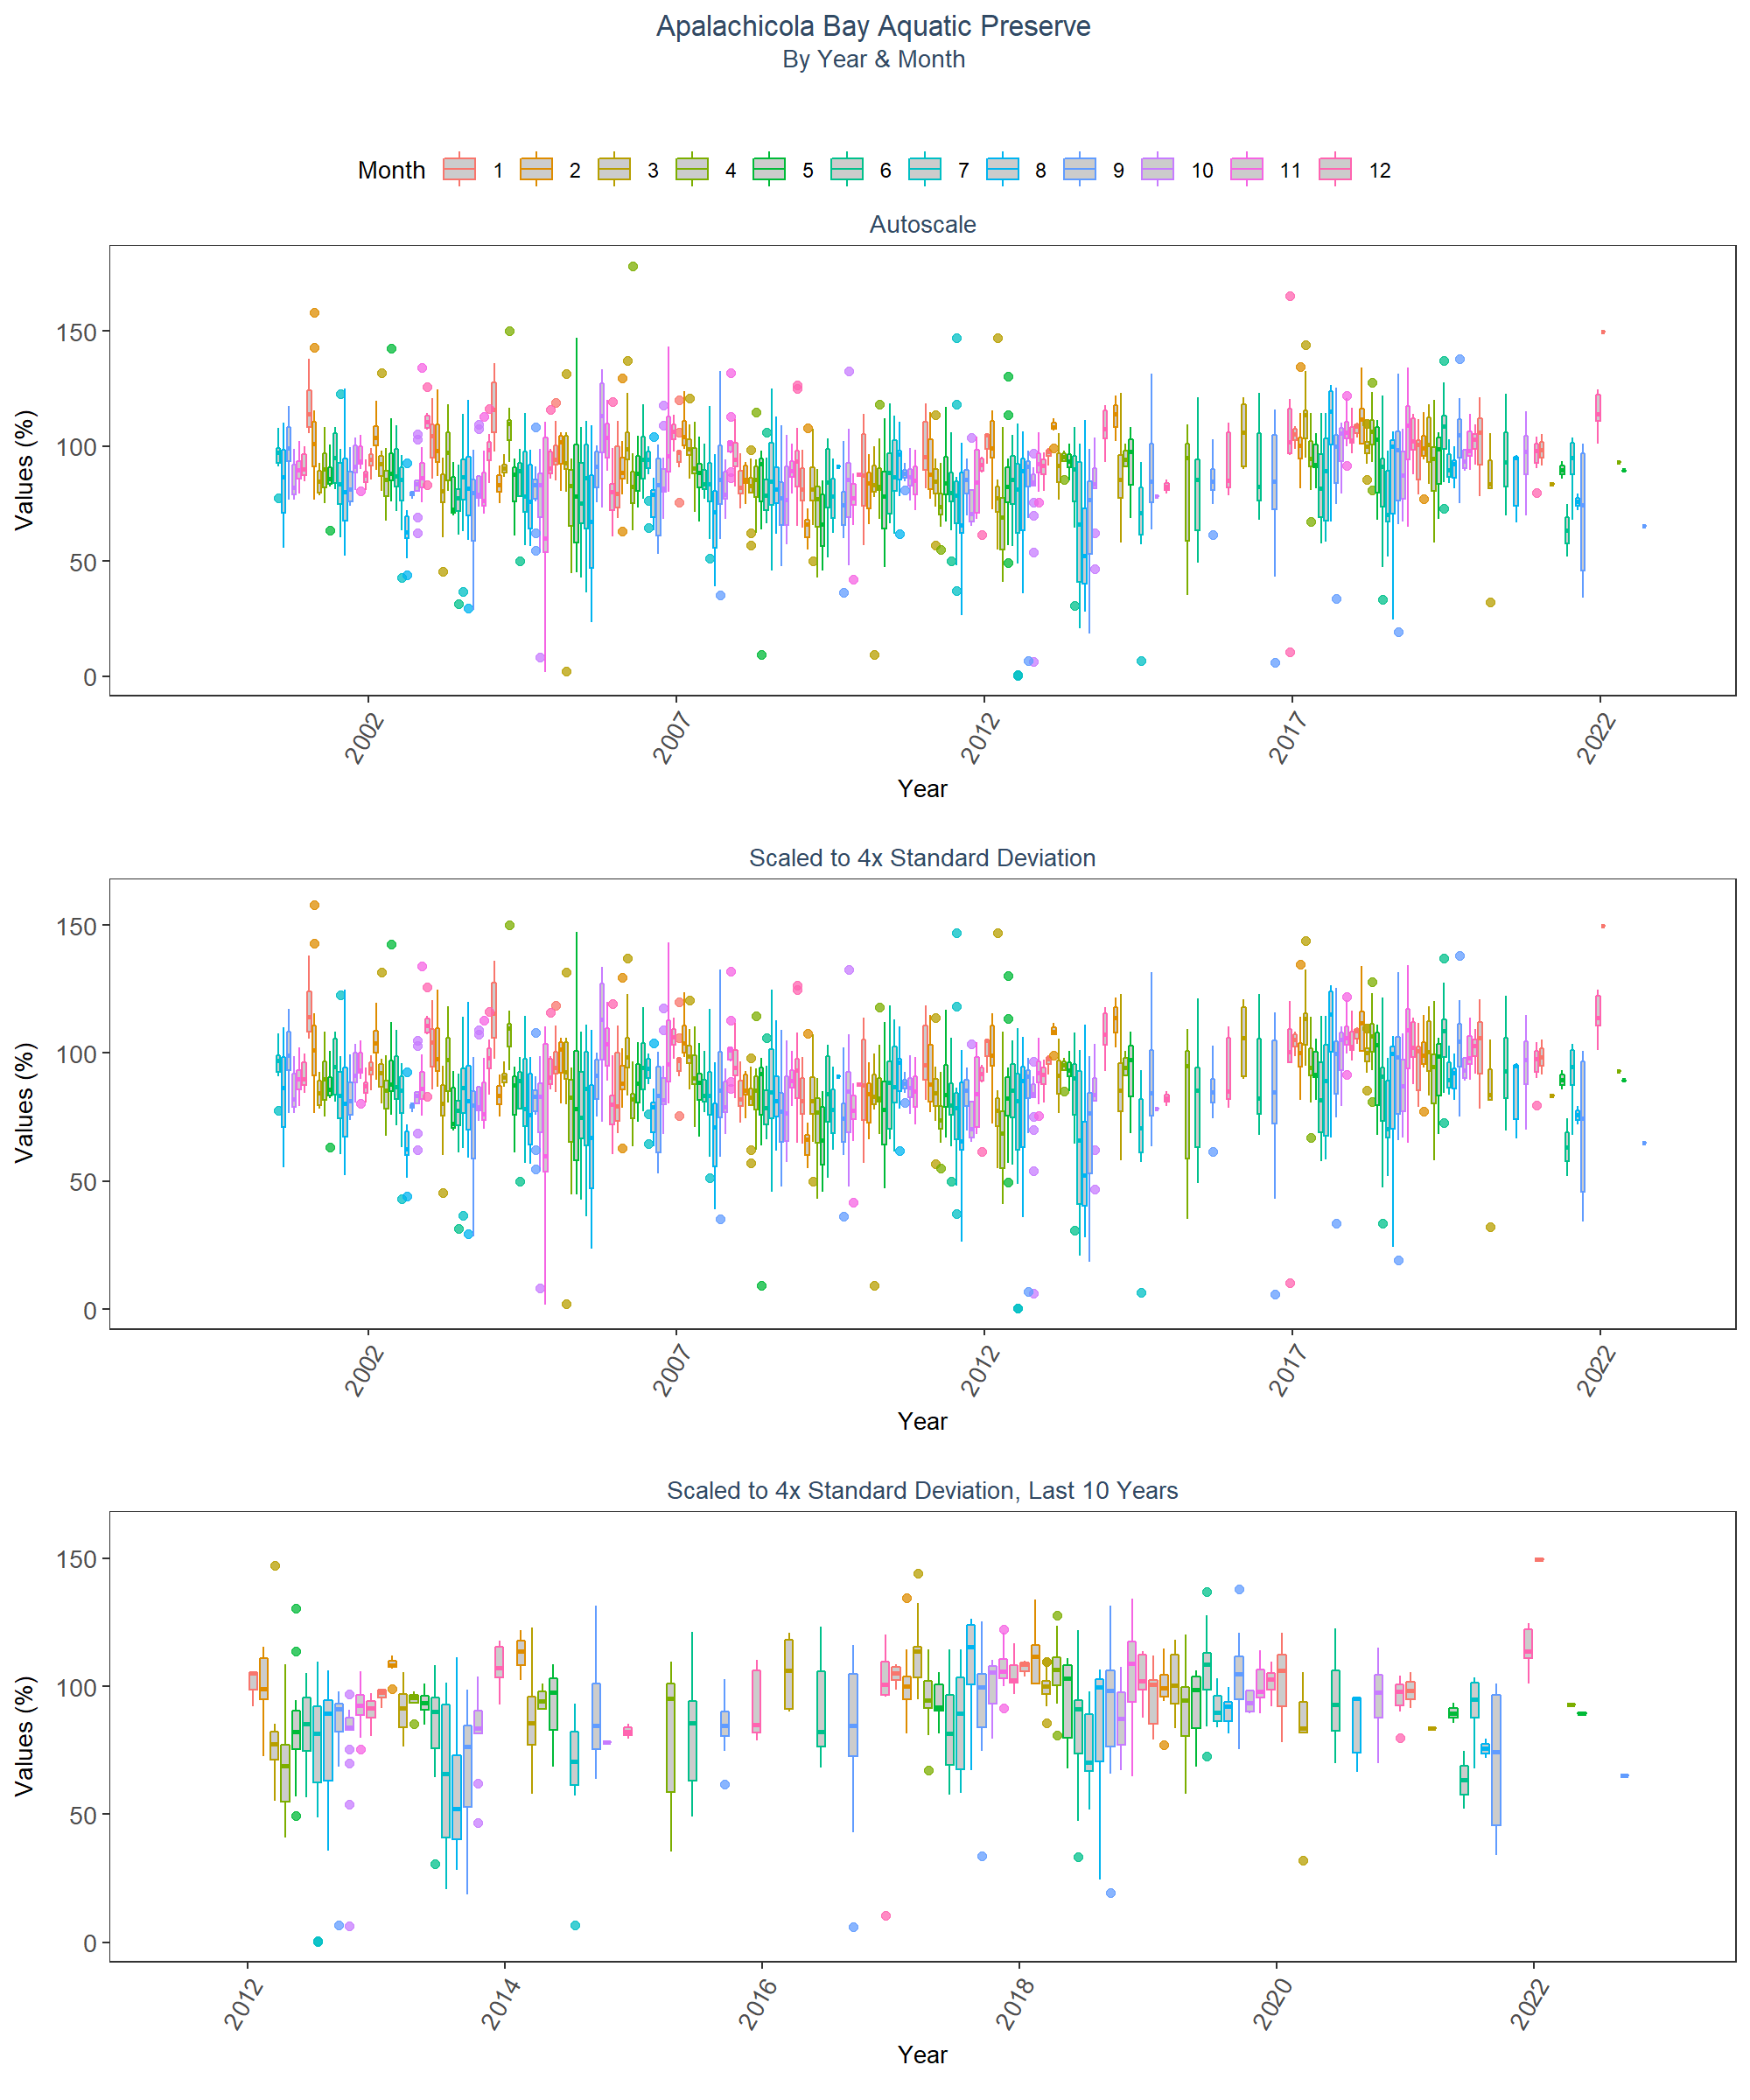 Apalachicola Bay Aquatic Preserve
By Year & Month
Month 1 2 3 4 5 6 7 8 9 10 11 12
Autoscale
Values (%)
150
100
50
0
2002 2007 2012 2017 2022
Year
Scaled to 4x Standard Deviation
Values (%)
150
100
50
0
2002 2007 2012 2017 2022
Year
Scaled to 4x Standard Deviation, Last 10 Years
Values (%)
150
100
50
0
2012 2014 2016 2018 2020 2022
Year